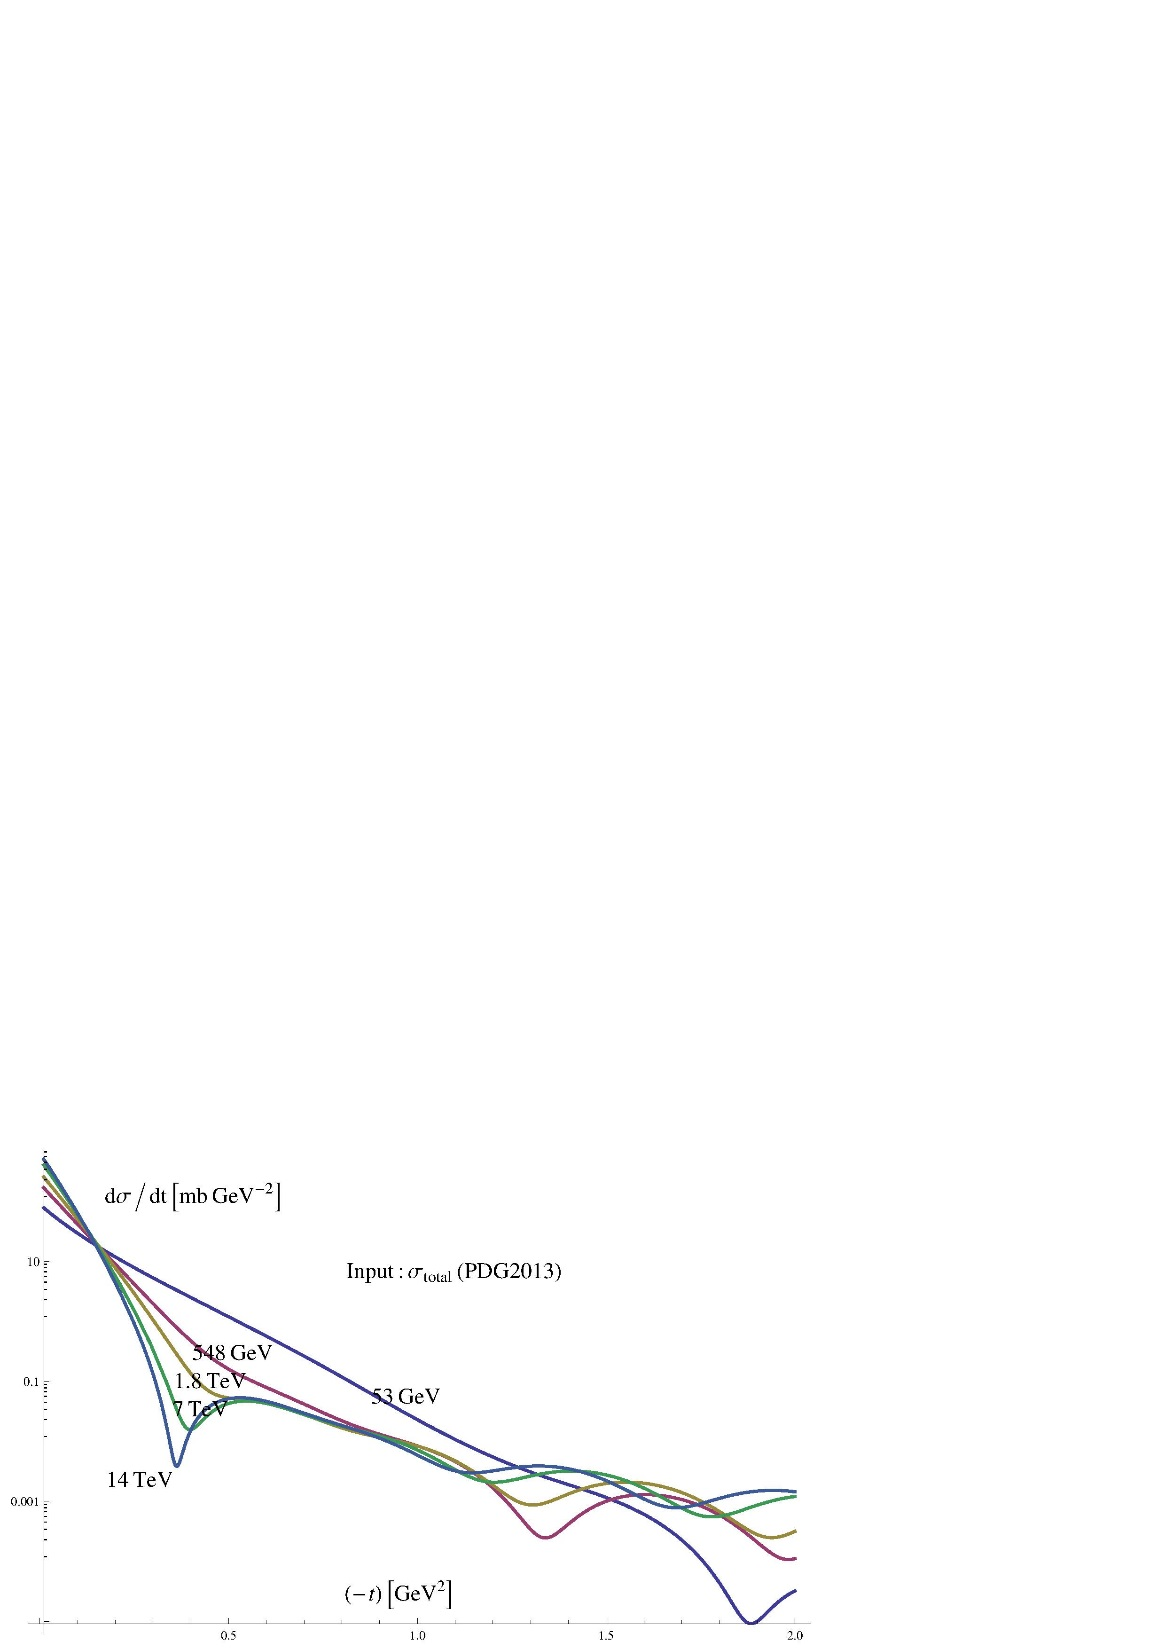 dσ / dt [mb GeV⁻²]
10
Input : σ_total (PDG2013)
548 GeV
0.1
1.8 TeV
53 GeV
7 TeV
14 TeV
0.001
(−t) [GeV²]
0.5 1.0 1.5 2.0